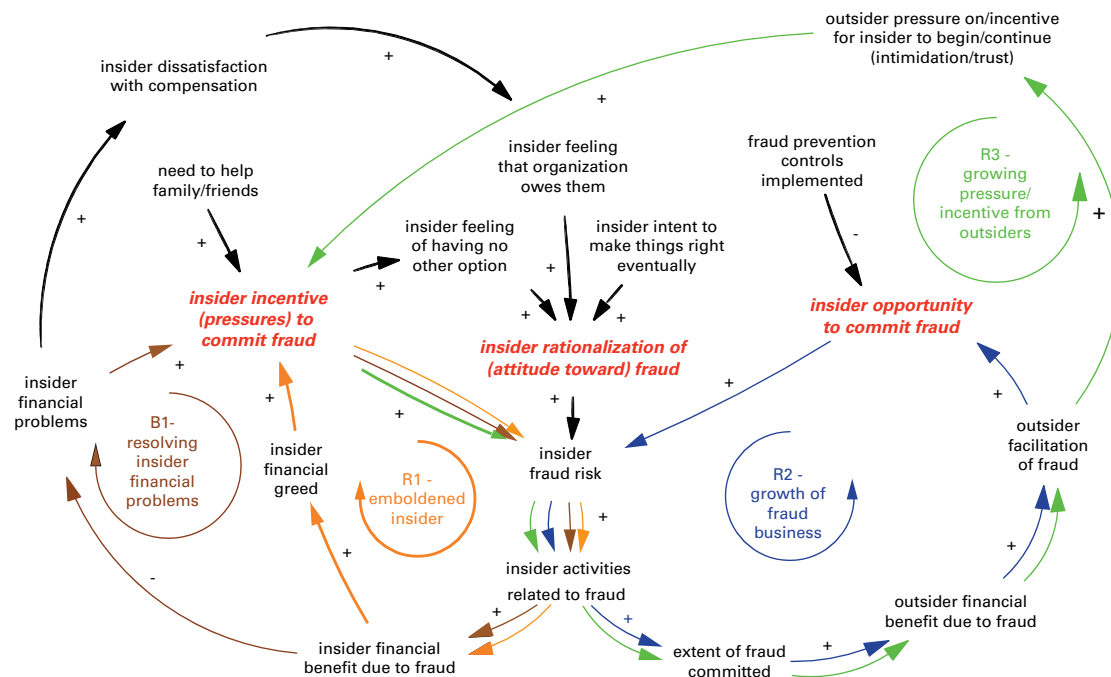 outsider pressure on/incentive
for insider to begin/continue
(intimidation/trust)
+
insider dissatisfaction
with compensation
+
insider feeling
that organization
owes them
fraud prevention
controls
implemented
R3 -
growing
pressure/
incentive from
outsiders
need to help
family/friends
+
+
+
insider feeling
of having no
other option
insider intent to
make things right
eventually
-
+
+
+
insider incentive
(pressures) to
commit fraud
insider opportunity
to commit fraud
+
+
insider rationalization of
(attitude toward) fraud
+
insider
financial
problems
+
+
+
+
+
B1-
resolving
insider
financial
problems
insider
financial
greed
R1 -
emboldened
insider
insider
fraud risk
R2 -
growth of
fraud
business
outsider
facilitation
of fraud
+
+
+
-
insider activities
related to fraud
+
+
outsider financial
benefit due to fraud
insider financial
benefit due to fraud
extent of fraud
committed
+